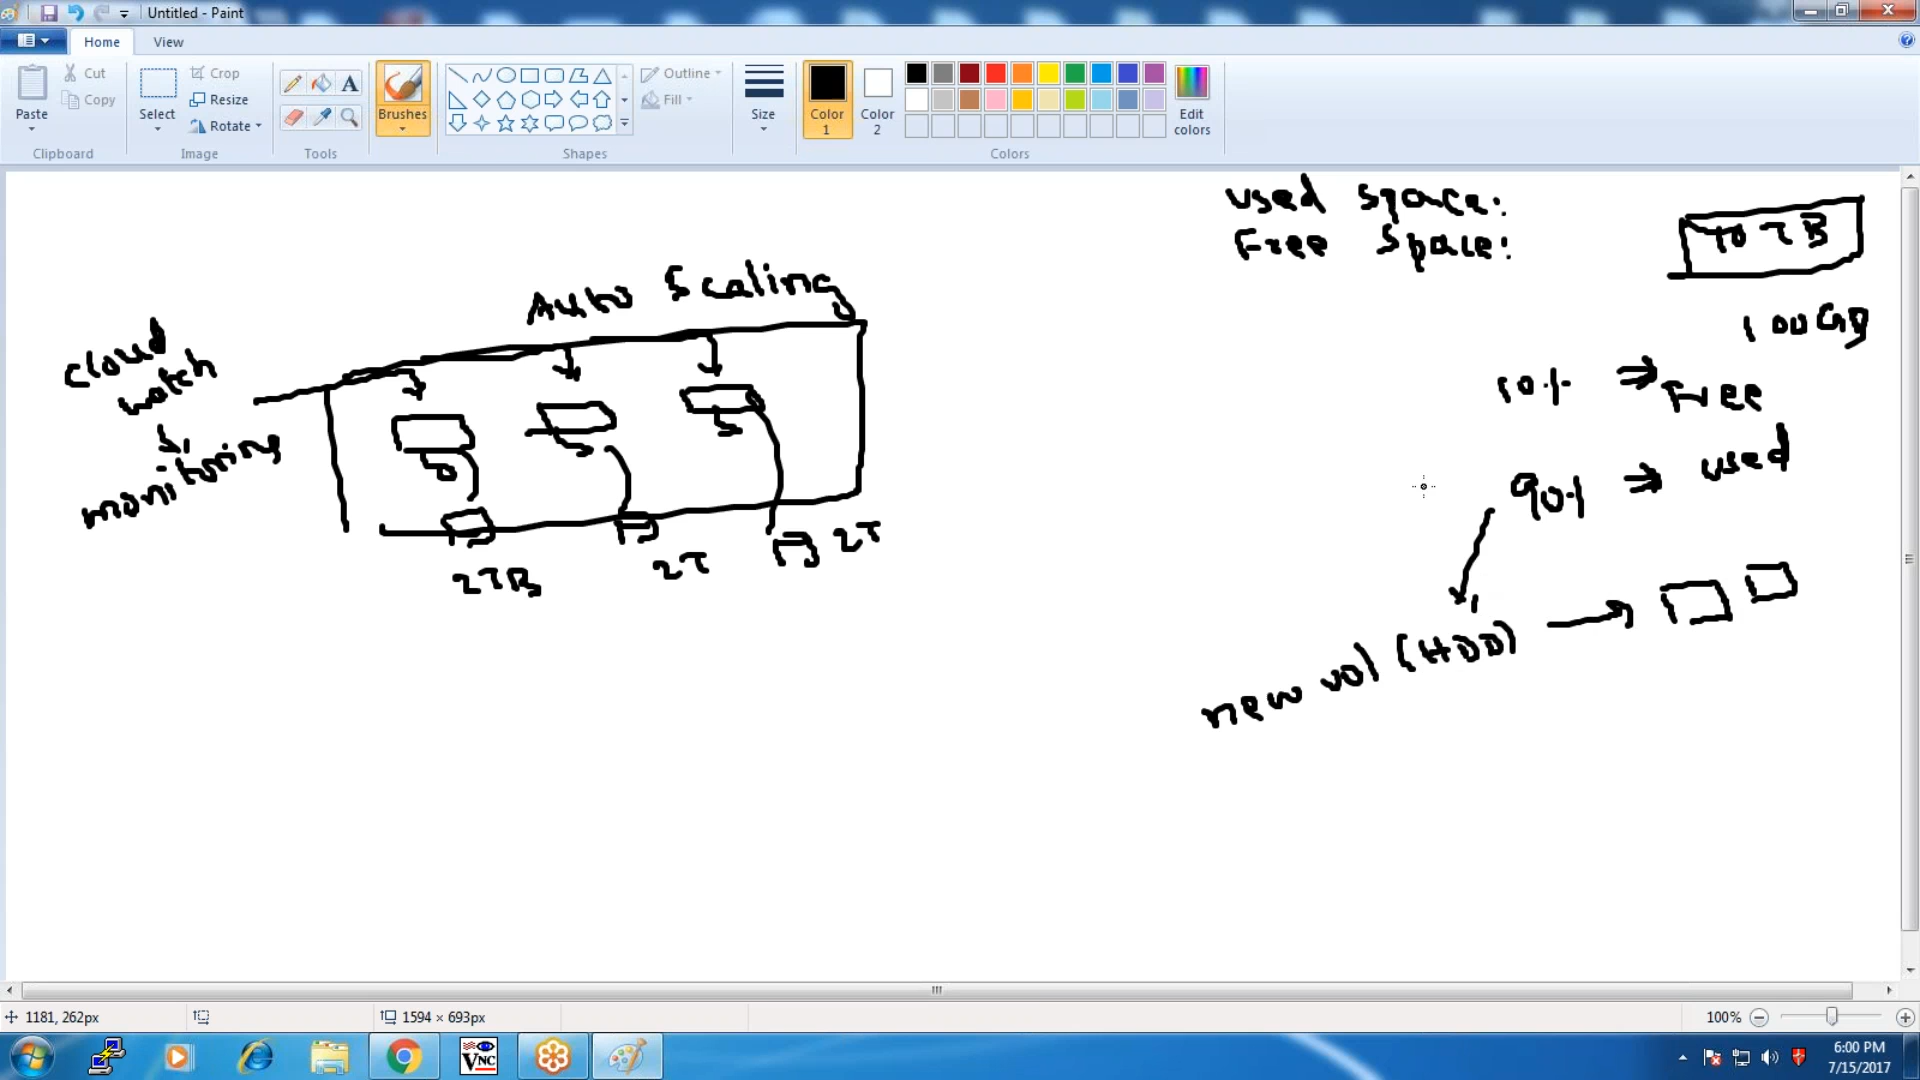 Untitled - Paint
Home
View
Paste
Cut
Copy
Clipboard
Select
Crop
Resize
Rotate
Image
Tools
Brushes
Shapes
Outline
Fill
Size
Color 1
Color 2
Edit colors
Colors
used space:
Free Space:
10 TB
100GB
Auto Scaling
cloud
watch
monitoring
10% ⇒ Free
90% ⇒ used
2TB
2T
2T
new vol (HDD)
1181, 262px
1594 × 693px
100%
VNC
6:00 PM
7/15/2017